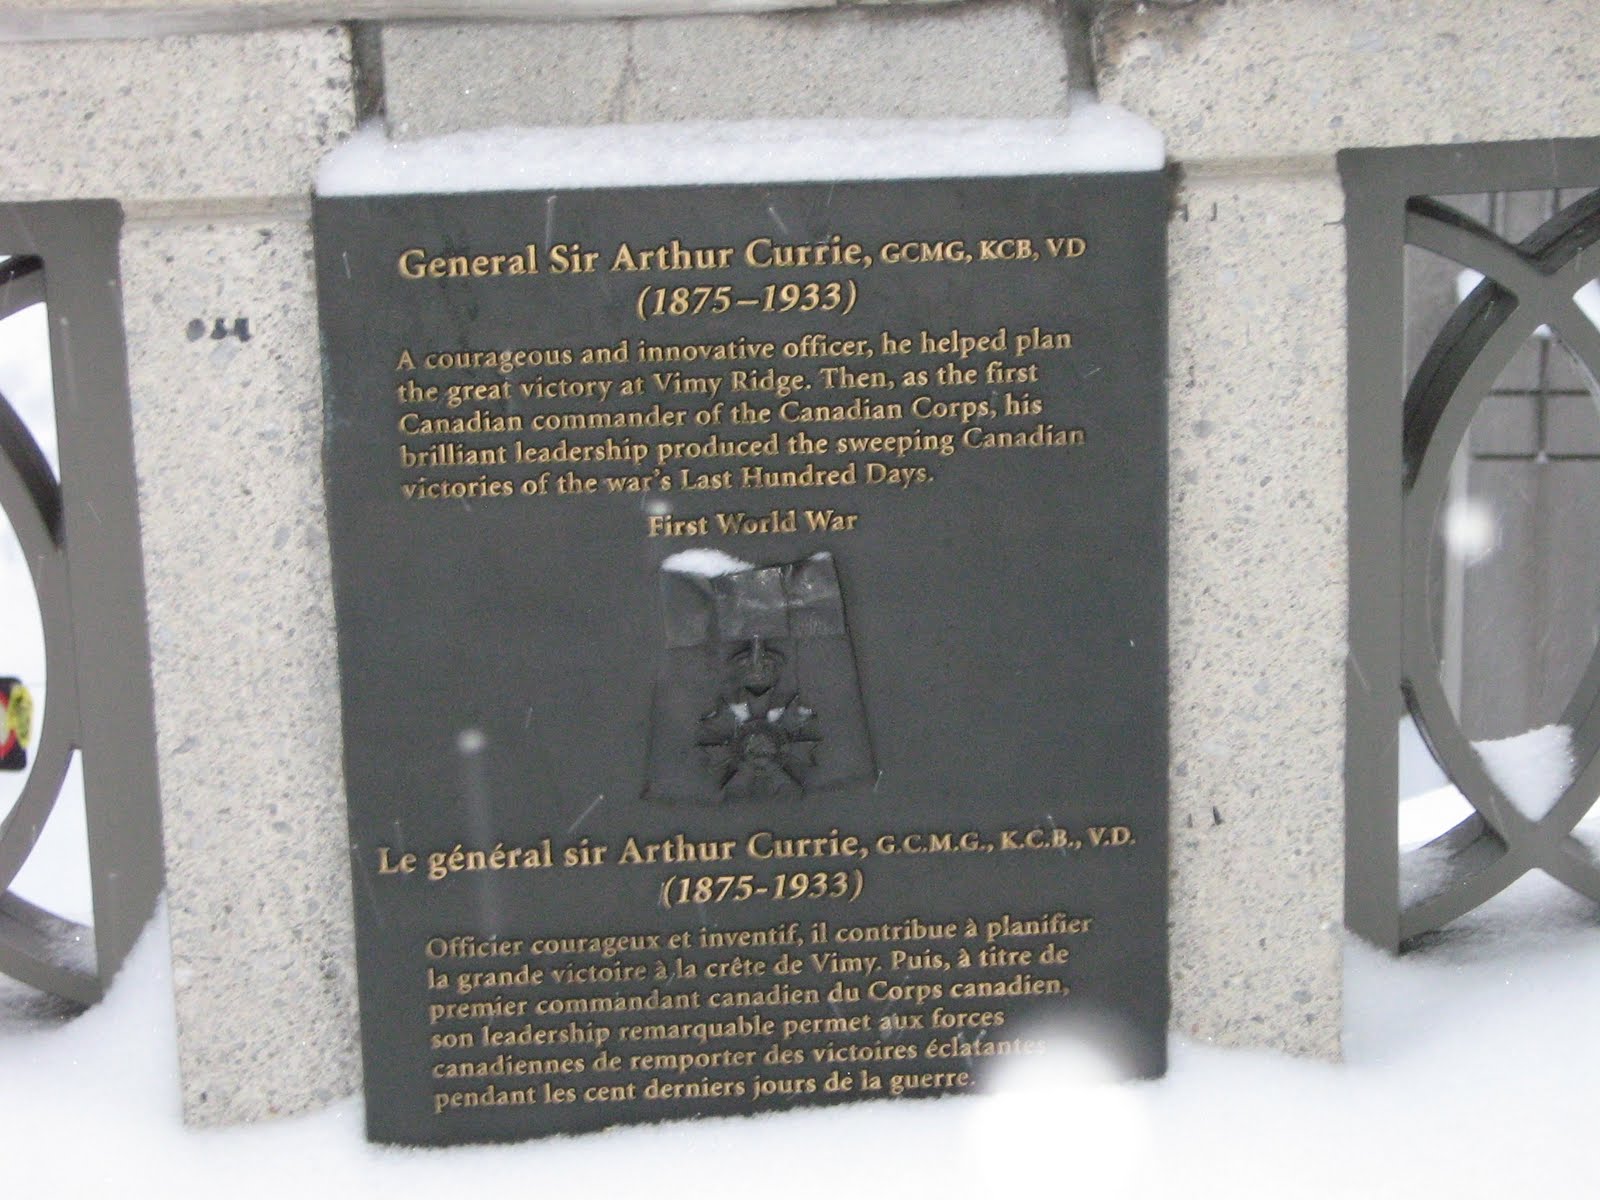 General Sir Arthur Currie, GCMG, KCB, VD
(1875–1933)
A courageous and innovative officer, he helped plan
the great victory at Vimy Ridge. Then, as the first
Canadian commander of the Canadian Corps, his
brilliant leadership produced the sweeping Canadian
victories of the war's Last Hundred Days.
First World War
Le général sir Arthur Currie, G.C.M.G., K.C.B., V.D.
(1875-1933)
Officier courageux et inventif, il contribue à planifier
la grande victoire à la crête de Vimy. Puis, à titre de
premier commandant canadien du Corps canadien,
son leadership remarquable permet aux forces
canadiennes de remporter des victoires éclatantes
pendant les cent derniers jours de la guerre.